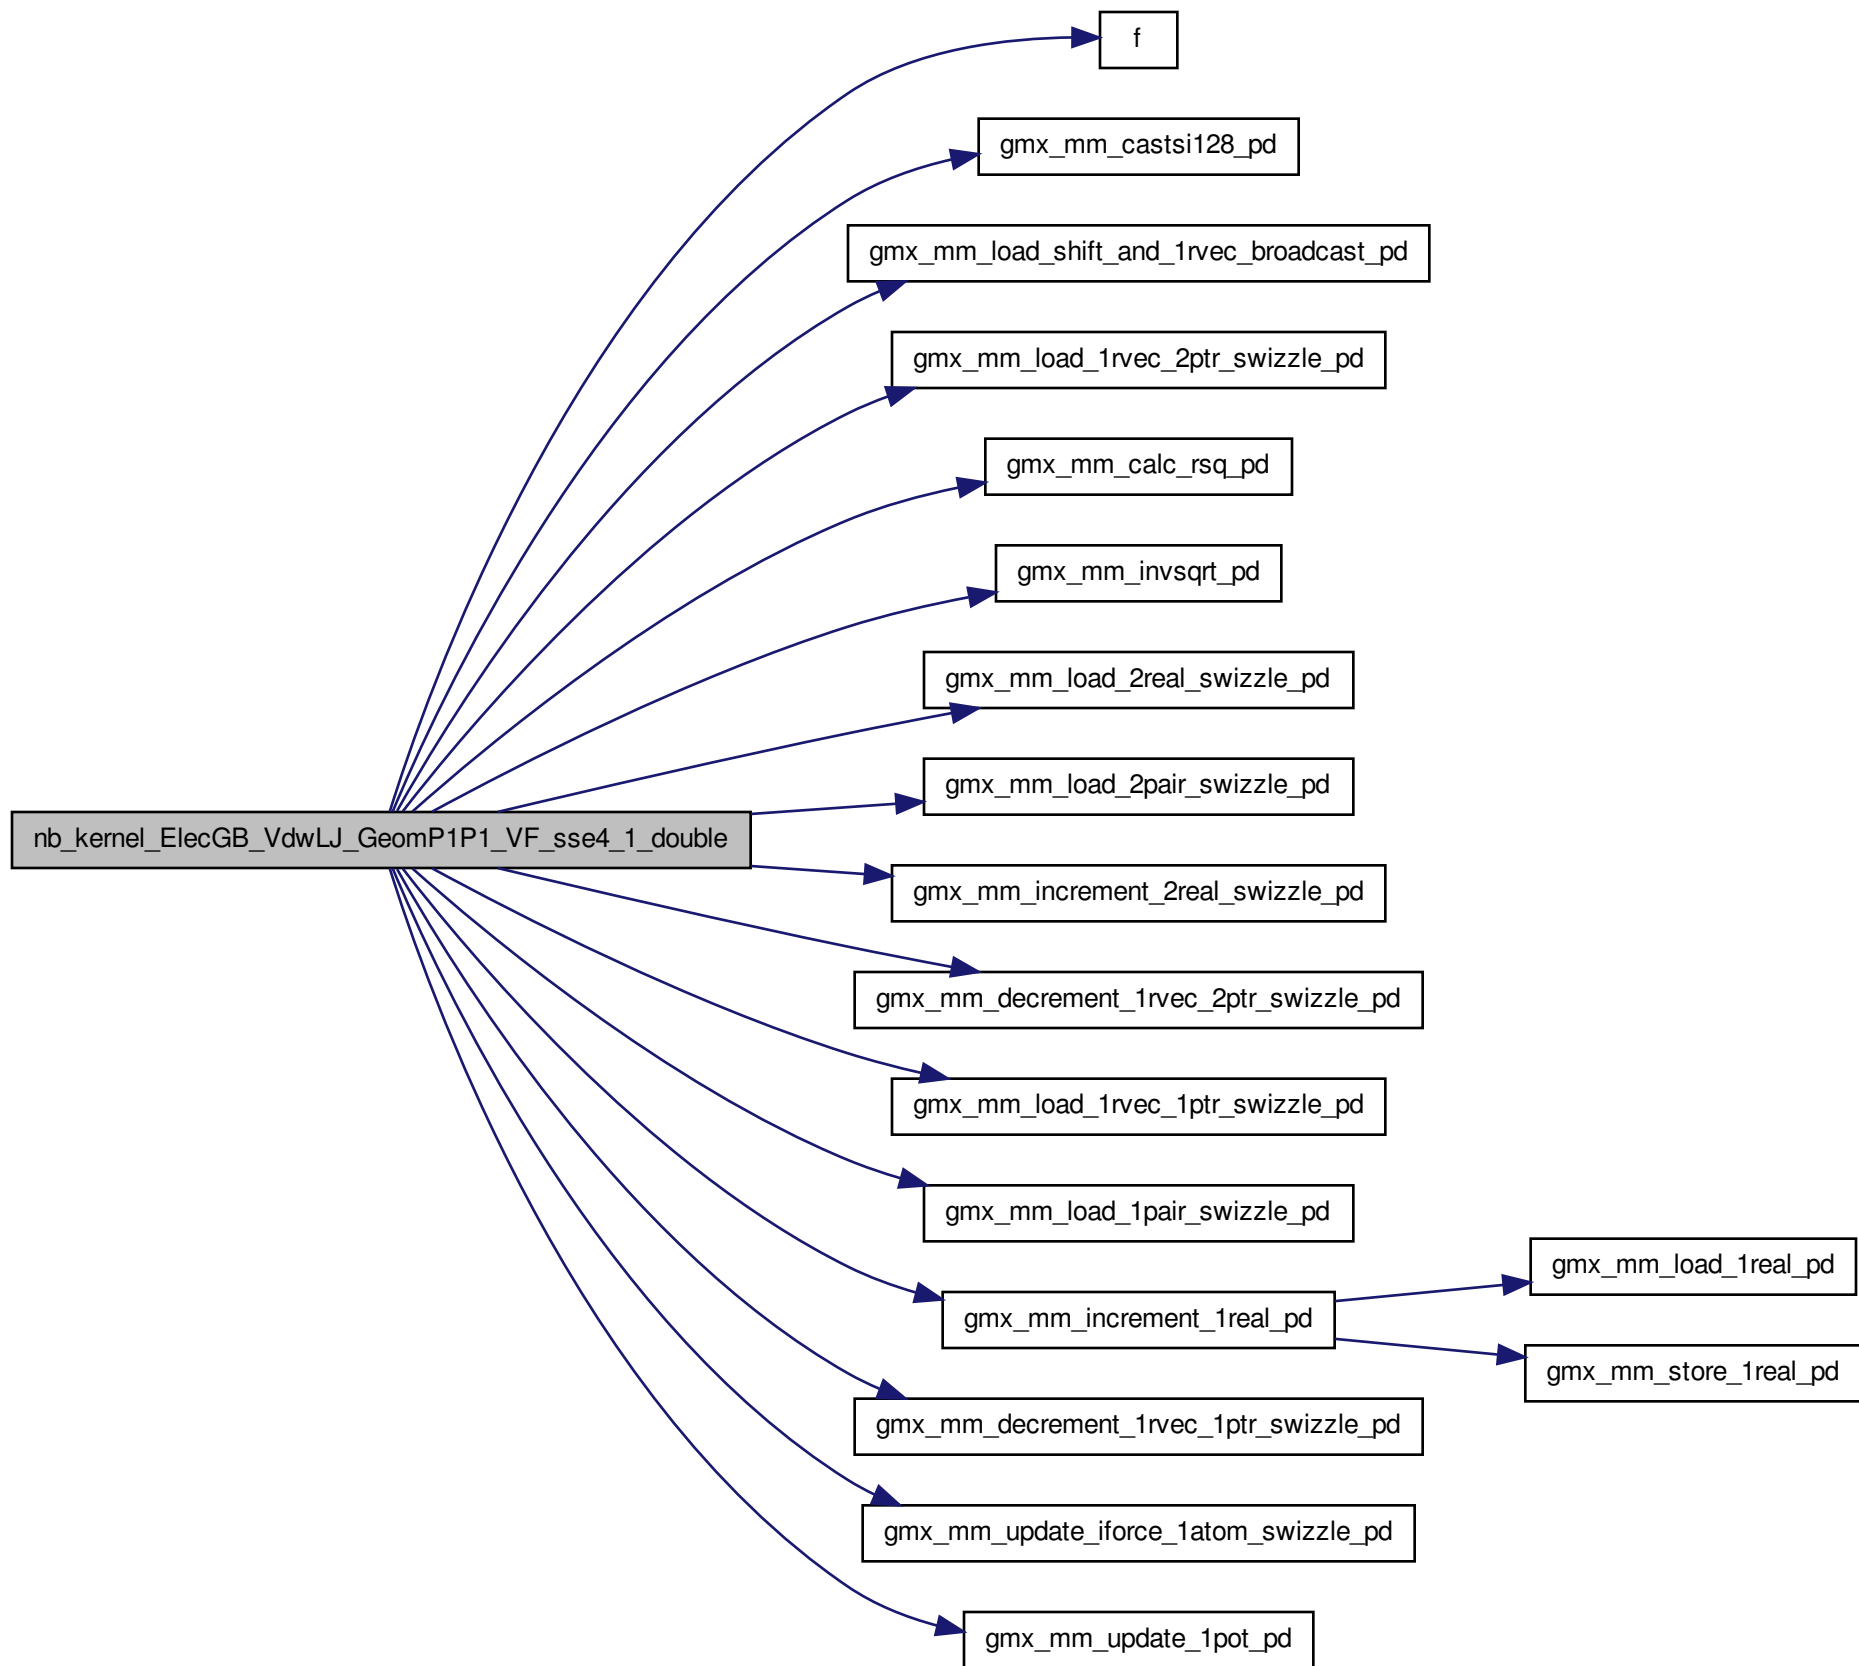 f
gmx_mm_castsi128_pd
gmx_mm_load_shift_and_1rvec_broadcast_pd
gmx_mm_load_1rvec_2ptr_swizzle_pd
gmx_mm_calc_rsq_pd
gmx_mm_invsqrt_pd
gmx_mm_load_2real_swizzle_pd
gmx_mm_load_2pair_swizzle_pd
nb_kernel_ElecGB_VdwLJ_GeomP1P1_VF_sse4_1_double
gmx_mm_increment_2real_swizzle_pd
gmx_mm_decrement_1rvec_2ptr_swizzle_pd
gmx_mm_load_1rvec_1ptr_swizzle_pd
gmx_mm_load_1pair_swizzle_pd
gmx_mm_load_1real_pd
gmx_mm_increment_1real_pd
gmx_mm_store_1real_pd
gmx_mm_decrement_1rvec_1ptr_swizzle_pd
gmx_mm_update_iforce_1atom_swizzle_pd
gmx_mm_update_1pot_pd